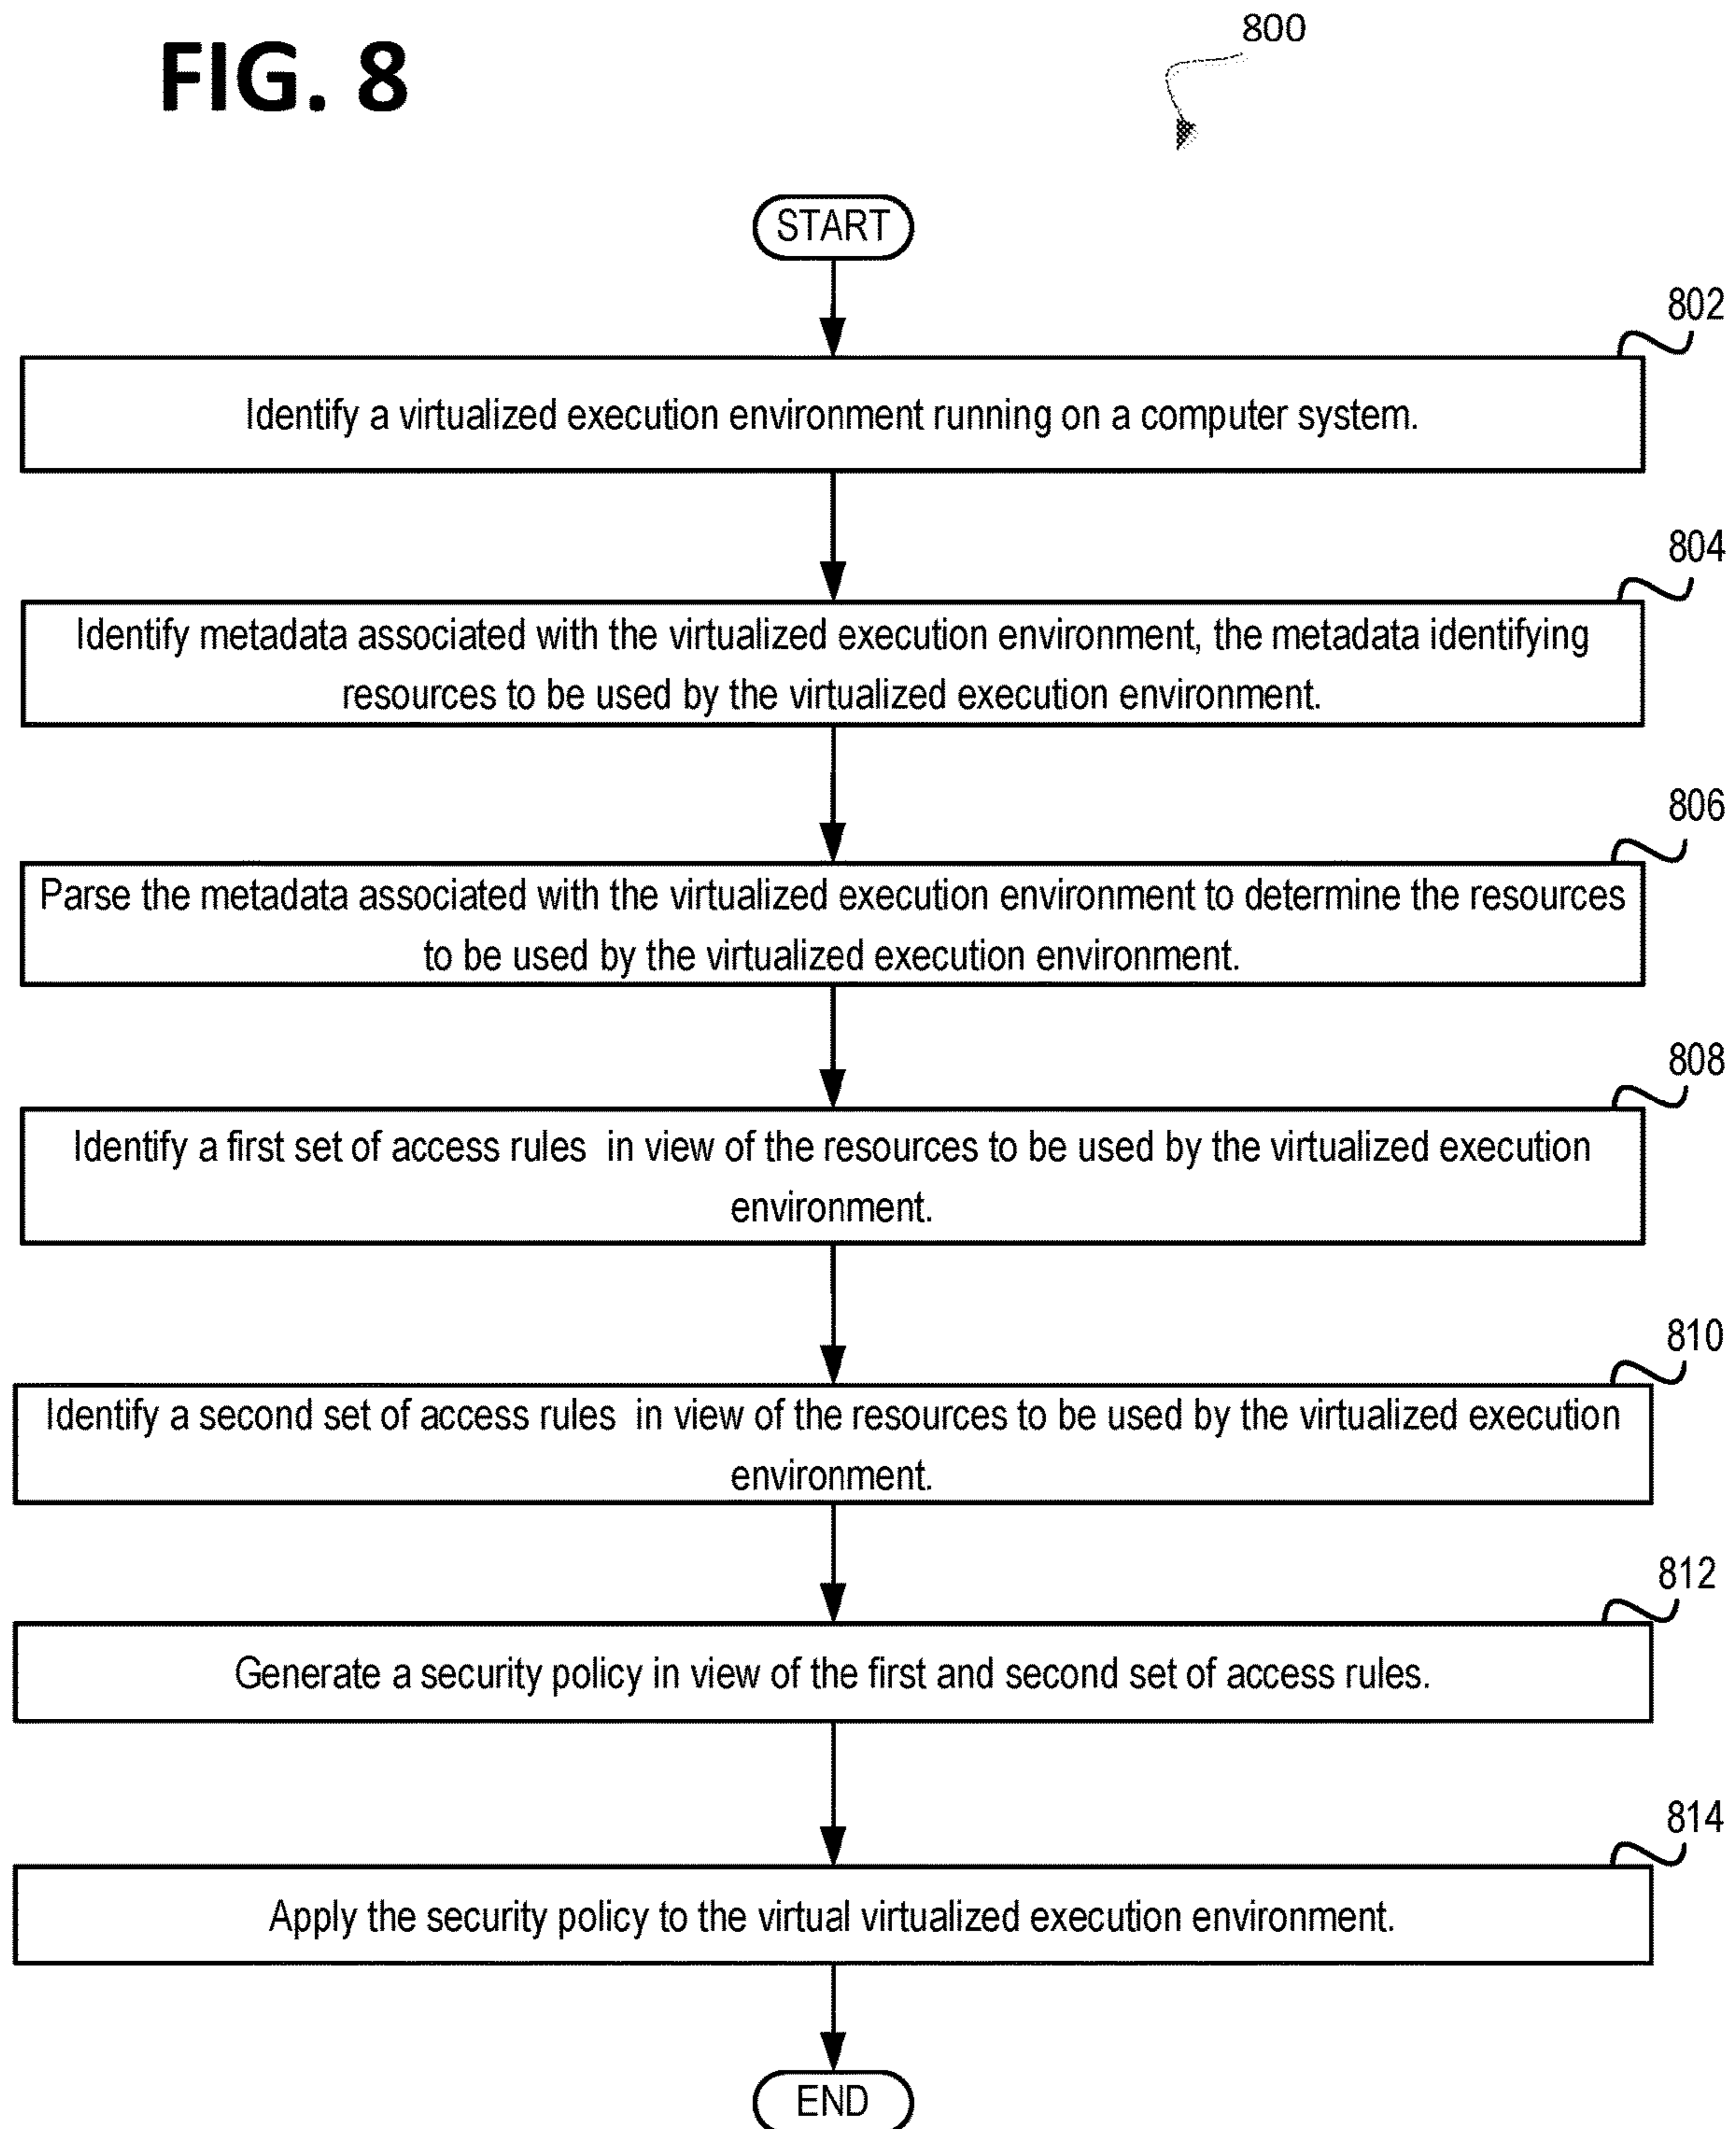 FIG. 8
800
START
802
Identify a virtualized execution environment running on a computer system.
804
Identify metadata associated with the virtualized execution environment, the metadata identifying
resources to be used by the virtualized execution environment.
806
Parse the metadata associated with the virtualized execution environment to determine the resources
to be used by the virtualized execution environment.
808
Identify a first set of access rules in view of the resources to be used by the virtualized execution
environment.
810
Identify a second set of access rules in view of the resources to be used by the virtualized execution
environment.
812
Generate a security policy in view of the first and second set of access rules.
814
Apply the security policy to the virtual virtualized execution environment.
END